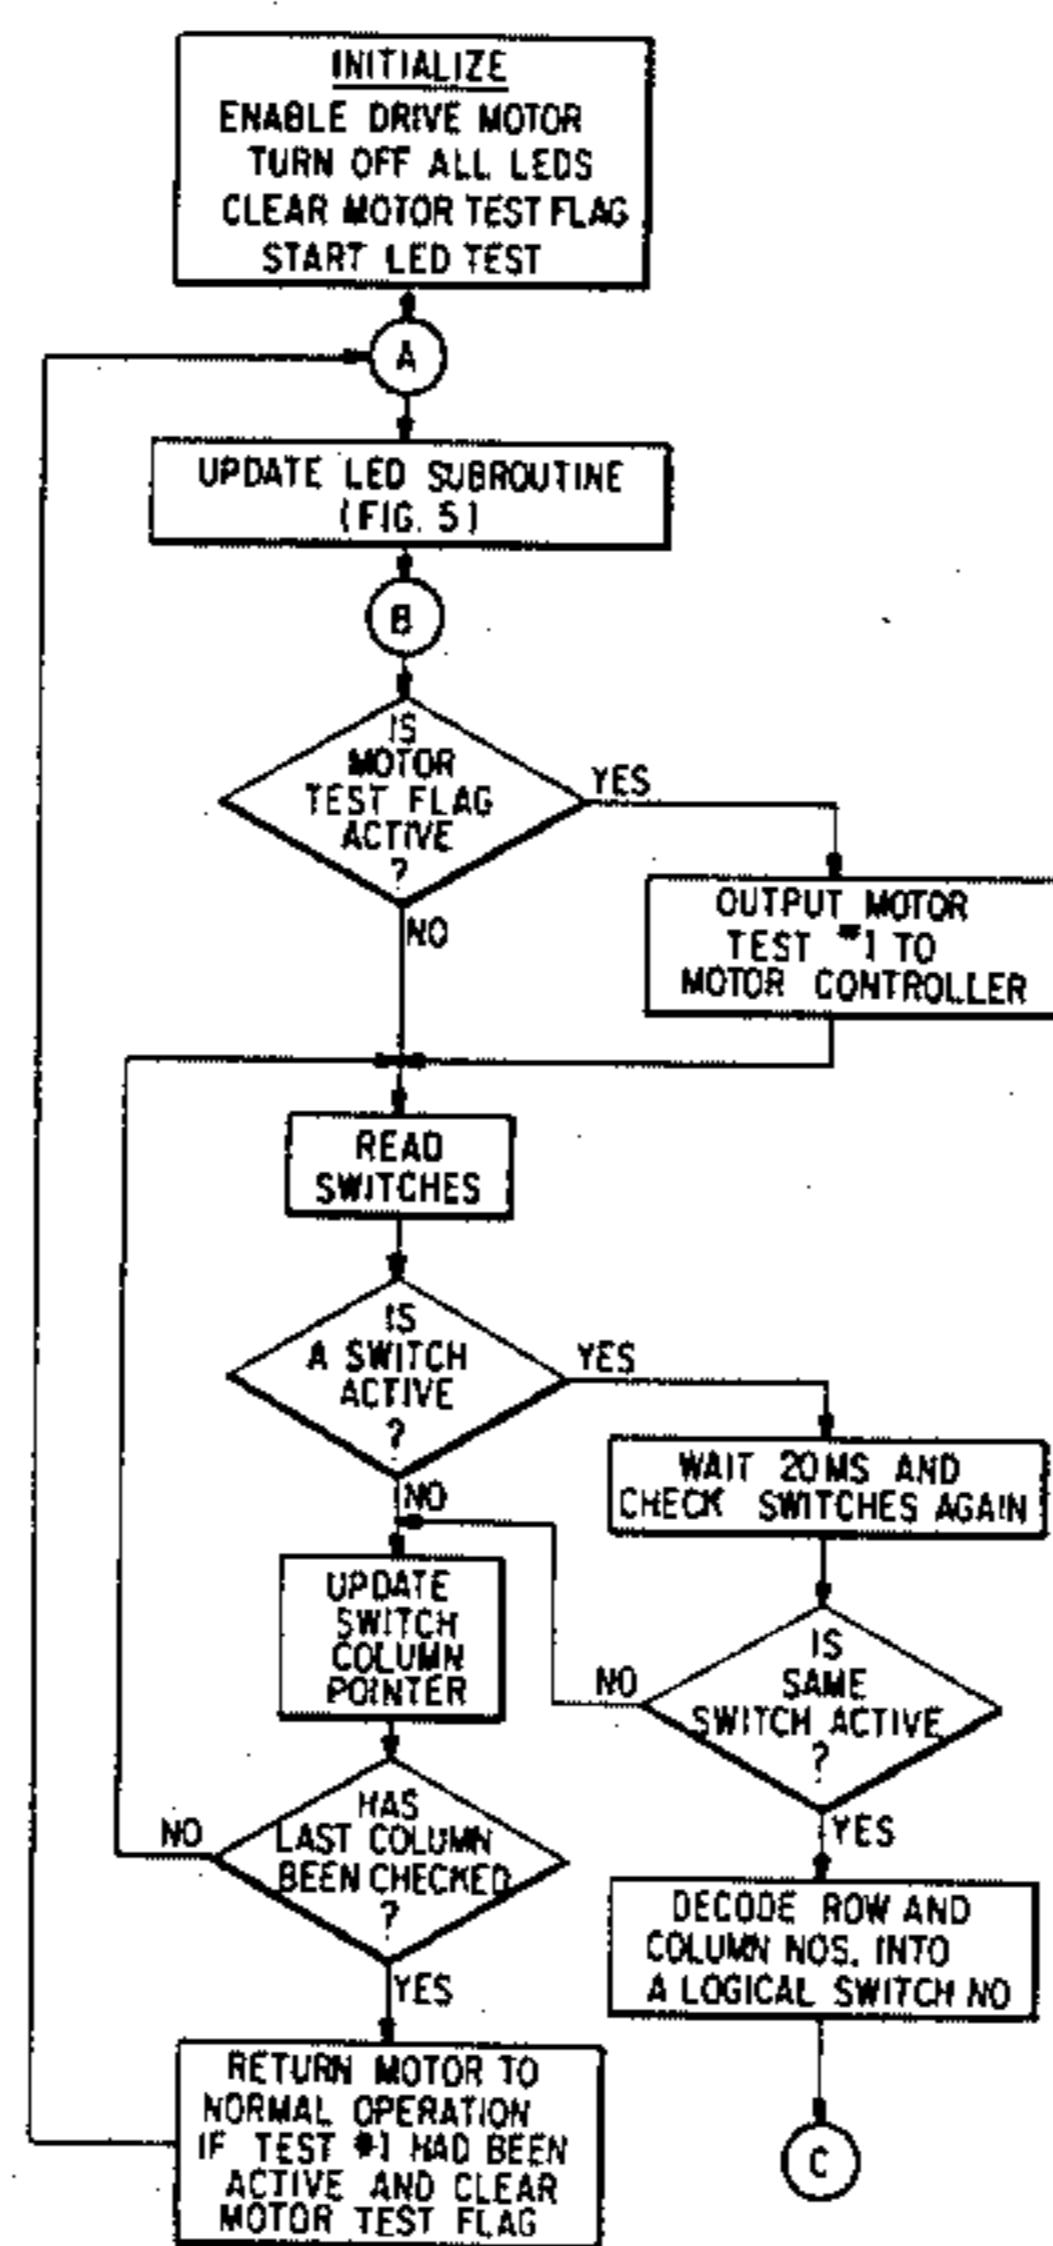 INITIALIZE
ENABLE DRIVE MOTOR
TURN OFF ALL LEDS
CLEAR MOTOR TEST FLAG
START LED TEST
A
UPDATE LED SUBROUTINE
(FIG. 5)
B
IS
MOTOR
TEST FLAG
ACTIVE
?
YES
NO
OUTPUT MOTOR
TEST #1 TO
MOTOR CONTROLLER
READ
SWITCHES
IS
A SWITCH
ACTIVE
?
YES
NO
WAIT 20MS AND
CHECK SWITCHES AGAIN
UPDATE
SWITCH
COLUMN
POINTER
IS
SAME
SWITCH ACTIVE
?
NO
YES
HAS
LAST COLUMN
BEEN CHECKED
?
NO
YES
DECODE ROW AND
COLUMN NOS. INTO
A LOGICAL SWITCH NO
RETURN MOTOR TO
NORMAL OPERATION
IF TEST #1 HAD BEEN
ACTIVE AND CLEAR
MOTOR TEST FLAG
C